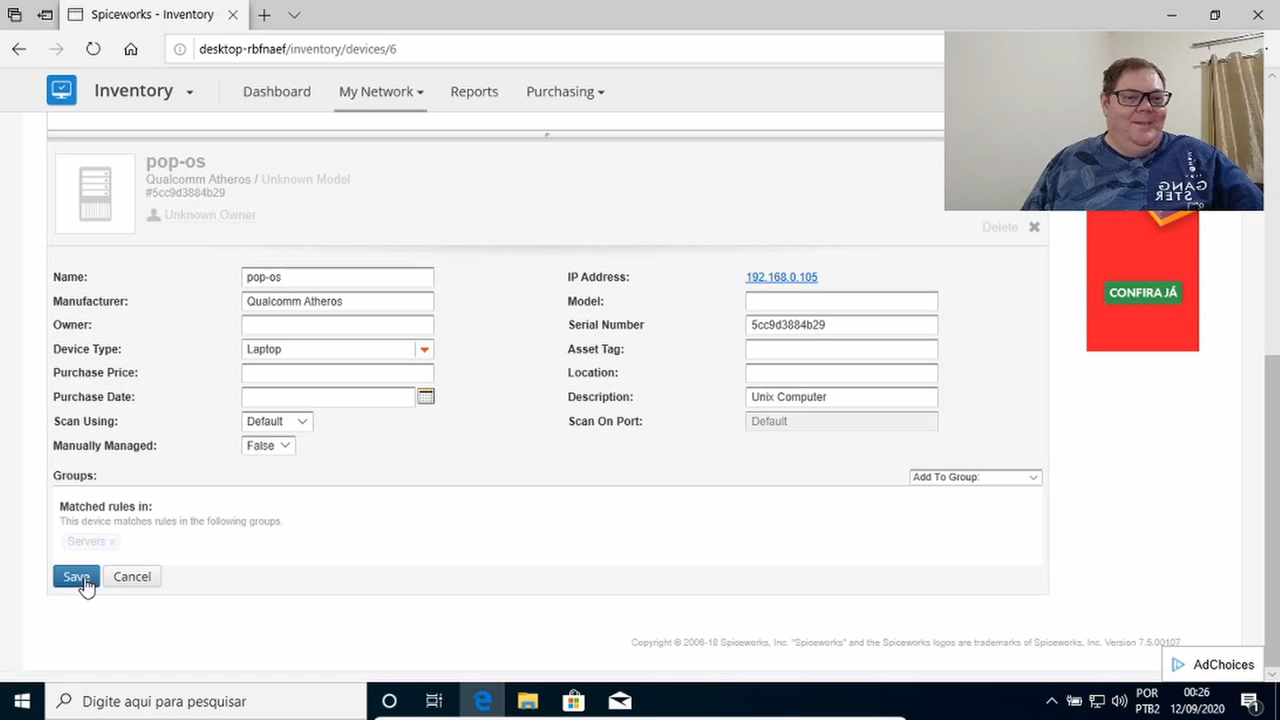 Spiceworks - Inventory
desktop-rbfnaef/inventory/devices/6
Inventory Dashboard My Network Reports Purchasing
pop-os
Qualcomm Atheros / Unknown Model
#5cc9d3884b29
Unknown Owner
Delete
Name: pop-os IP Address: 192.168.0.105
Manufacturer: Qualcomm Atheros Model:
Owner: Serial Number 5cc9d3884b29
Device Type: Laptop Asset Tag:
Purchase Price: Location:
Purchase Date: Description: Unix Computer
Scan Using: Default Scan On Port: Default
Manually Managed: False
Groups: Add To Group:
Matched rules in:
This device matches rules in the following groups.
Servers ×
Save Cancel
CONFIRA JÁ
GANG
STER
Copyright © 2006-18 Spiceworks, Inc. "Spiceworks" and the Spiceworks logos are trademarks of Spiceworks, Inc. Version 7.5.00107
AdChoices
Digite aqui para pesquisar
POR
PTB2
00:26
12/09/2020
1